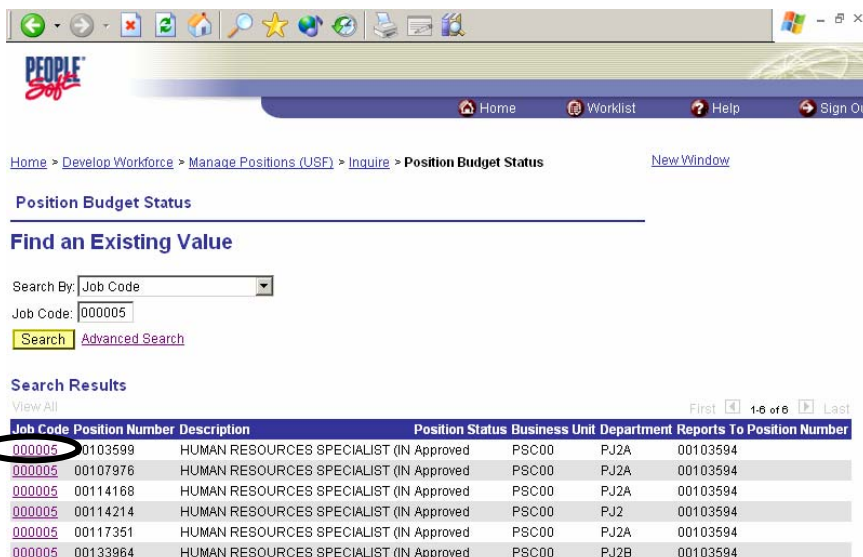 PEOPLE
Soft
Home Worklist Help Sign Ou
Home > Develop Workforce > Manage Positions (USF) > Inquire > Position Budget Status New Window
Position Budget Status
Find an Existing Value
Search By: Job Code
Job Code: 000005
Search Advanced Search
Search Results
View All First 1-6 of 6 Last
Job Code Position Number Description Position Status Business Unit Department Reports To Position Number
000005 00103599 HUMAN RESOURCES SPECIALIST (IN Approved PSC00 PJ2A 00103594
000005 00107976 HUMAN RESOURCES SPECIALIST (IN Approved PSC00 PJ2A 00103594
000005 00114168 HUMAN RESOURCES SPECIALIST (IN Approved PSC00 PJ2A 00103594
000005 00114214 HUMAN RESOURCES SPECIALIST (IN Approved PSC00 PJ2 00103594
000005 00117351 HUMAN RESOURCES SPECIALIST (IN Approved PSC00 PJ2A 00103594
000005 00133964 HUMAN RESOURCES SPECIALIST (IN Approved PSC00 PJ2B 00103594